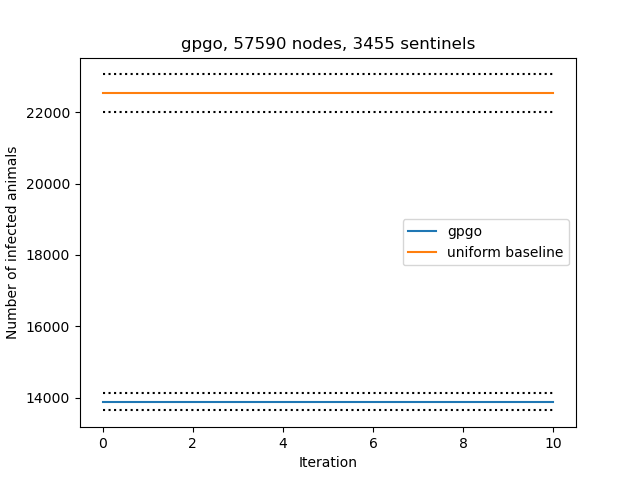 gpgo, 57590 nodes, 3455 sentinels
Number of infected animals
22000
20000
18000
16000
14000
gpgo
uniform baseline
0 2 4 6 8 10
Iteration